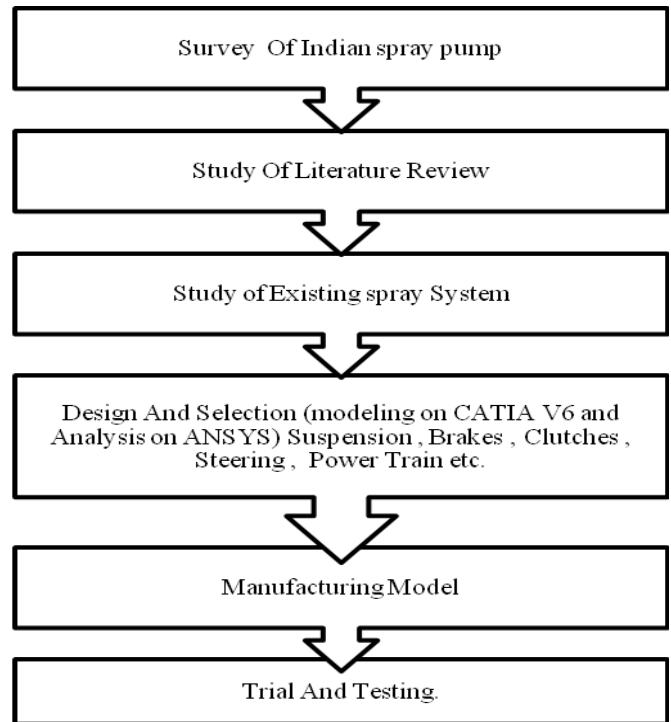 Survey Of Indian spray pump
Study Of Literature Review
Study of Existing spray System
Design And Selection (modeling on CATIA V6 and
Analysis on ANSYS) Suspension , Brakes , Clutches ,
Steering , Power Train etc.
Manufacturing Model
Trial And Testing.